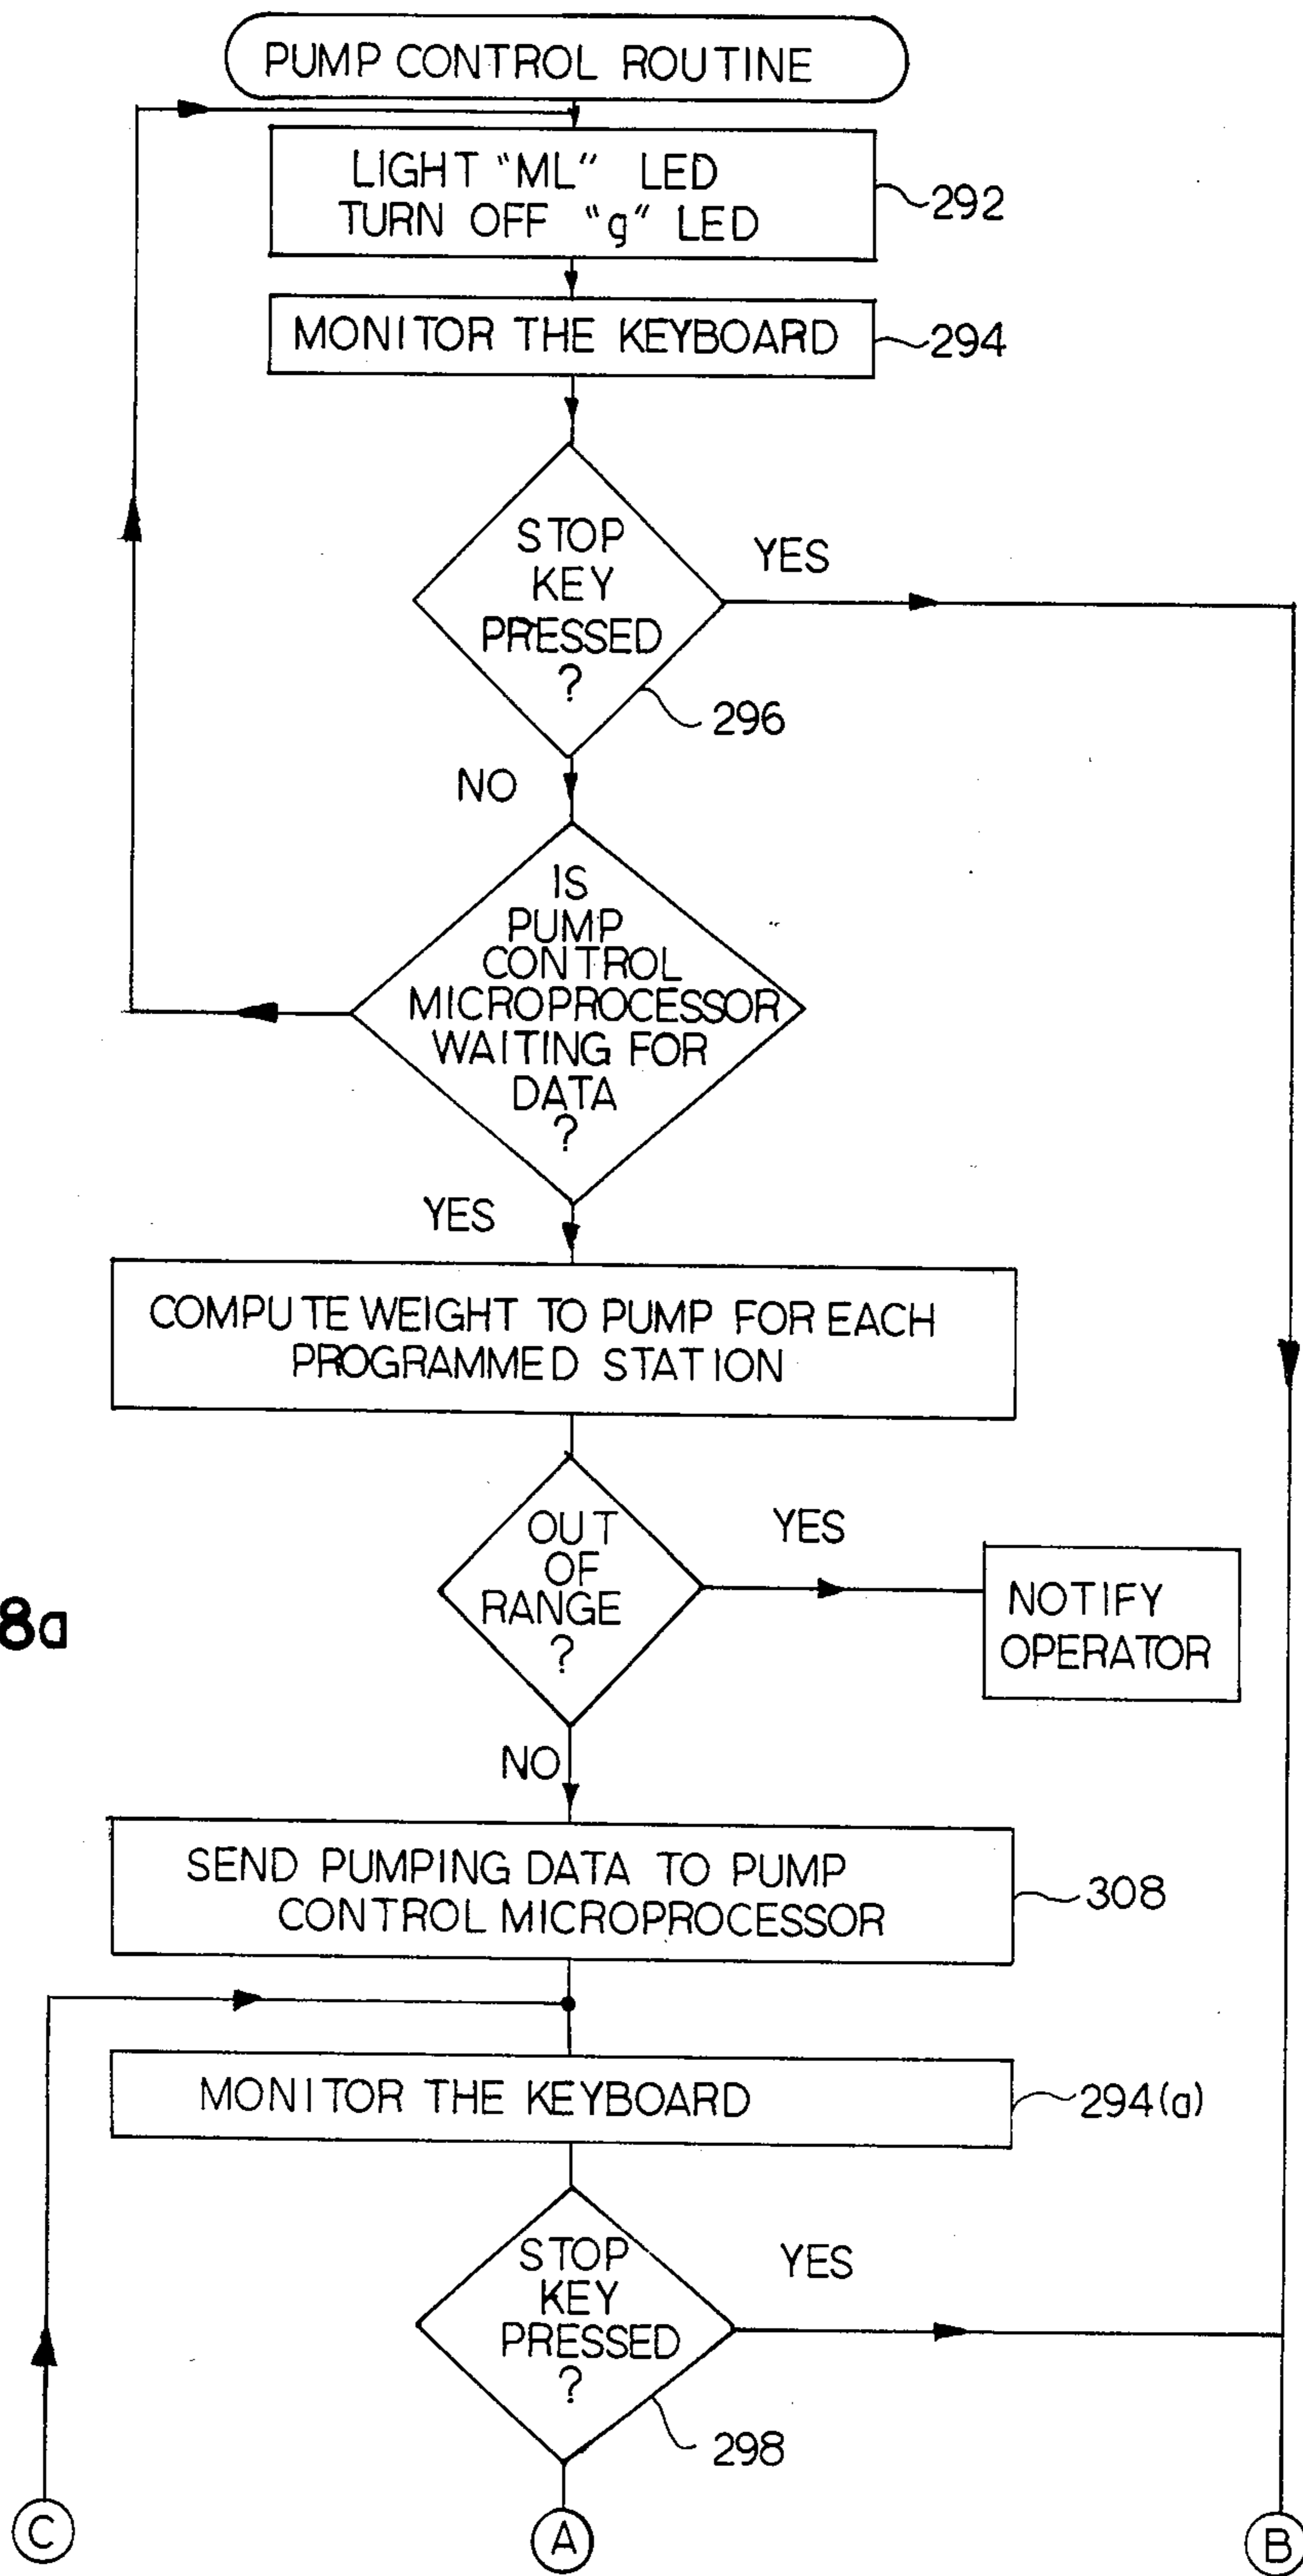 PUMP CONTROL ROUTINE
LIGHT "ML" LED
TURN OFF "g" LED
292
MONITOR THE KEYBOARD
294
STOP
KEY
PRESSED
?
YES
296
NO
IS
PUMP
CONTROL
MICROPROCESSOR
WAITING FOR
DATA
?
YES
COMPUTE WEIGHT TO PUMP FOR EACH
PROGRAMMED STATION
OUT
OF
RANGE
?
YES
NOTIFY
OPERATOR
8a
NO
SEND PUMPING DATA TO PUMP
CONTROL MICROPROCESSOR
308
MONITOR THE KEYBOARD
294(a)
STOP
KEY
PRESSED
?
YES
298
C
A
B